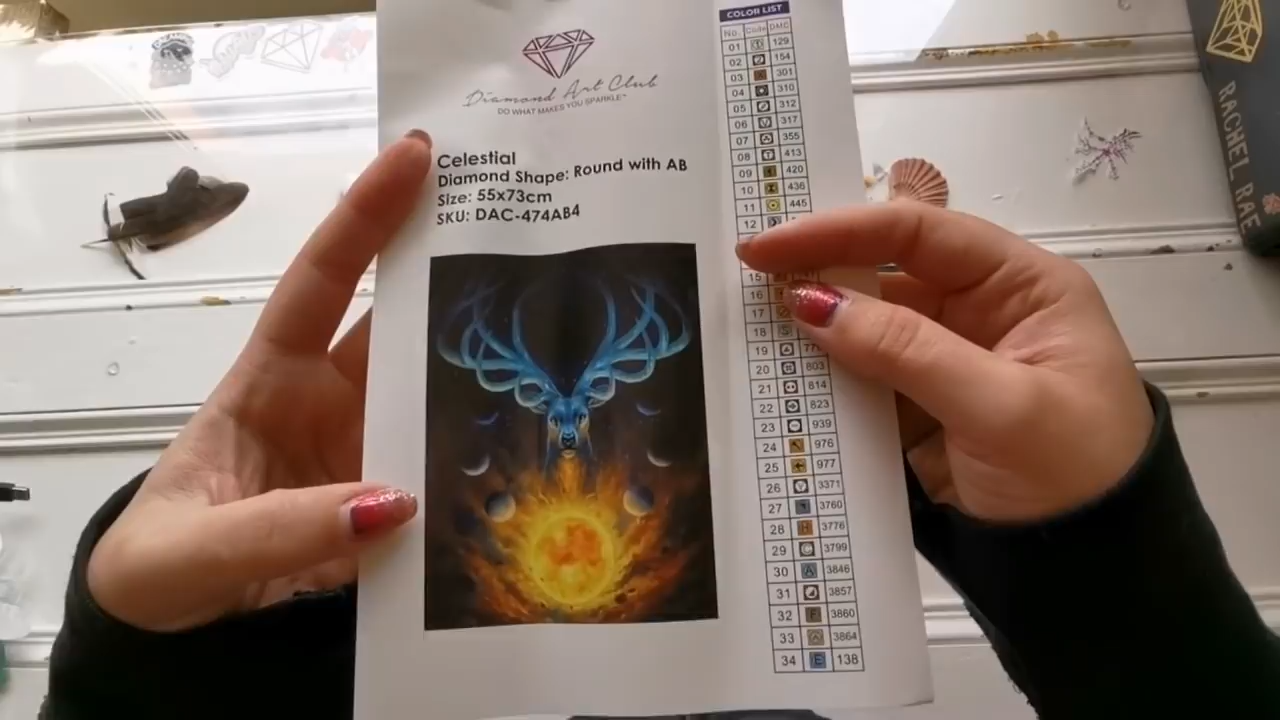 Diamond Art Club
DO WHAT MAKES YOU SPARKLE™
Celestial
Diamond Shape: Round with AB
Size: 55x73cm
SKU: DAC-474AB4
COLOR LIST
No. Code DMC
01 129
02 154
03 301
04 310
05 312
06 317
07 355
08 413
09 420
10 436
11 445
12
15
16
17
18 S
19
20 803
21 814
22 823
23 939
24 976
25 977
26 3371
27 3760
28 H 3776
29 C 3799
30 A 3846
31 3857
32 F 3860
33 3864
34 E 138
RACHEL RAE